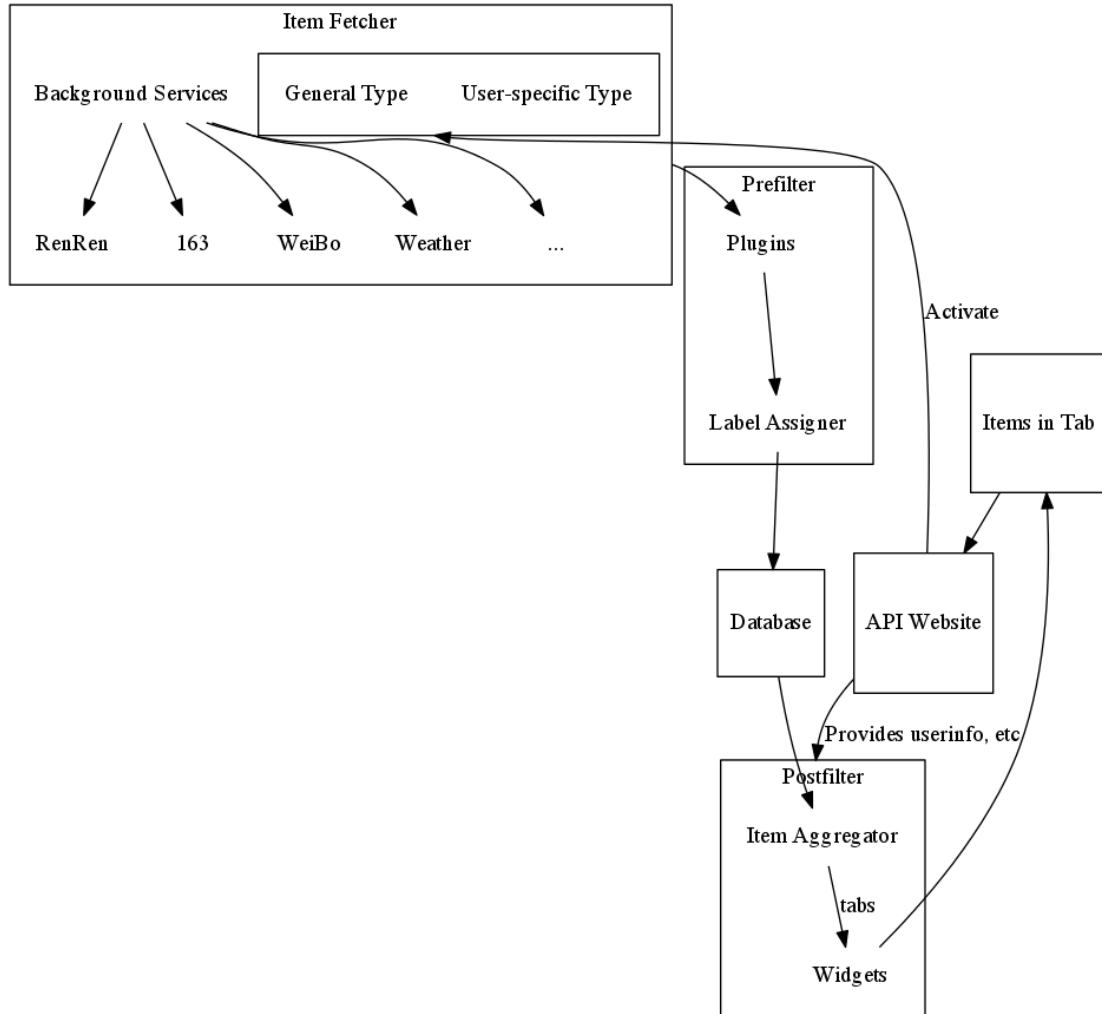 Item Fetcher
Background Services
General Type
User-specific Type
RenRen
163
WeiBo
Weather
...
Prefilter
Plugins
Activate
Label Assigner
Items in Tab
Database
API Website
Provides userinfo, etc
Postfilter
Item Aggregator
tabs
Widgets